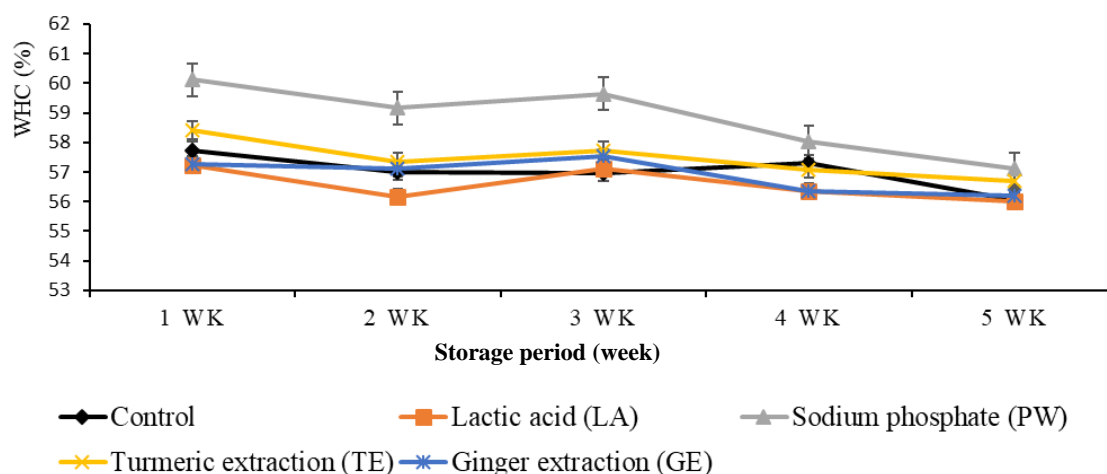 WHC (%)
62
61
60
59
58
57
56
55
54
53
1 WK 2 WK 3 WK 4 WK 5 WK
Storage period (week)
Control Lactic acid (LA) Sodium phosphate (PW)
Turmeric extraction (TE) Ginger extraction (GE)